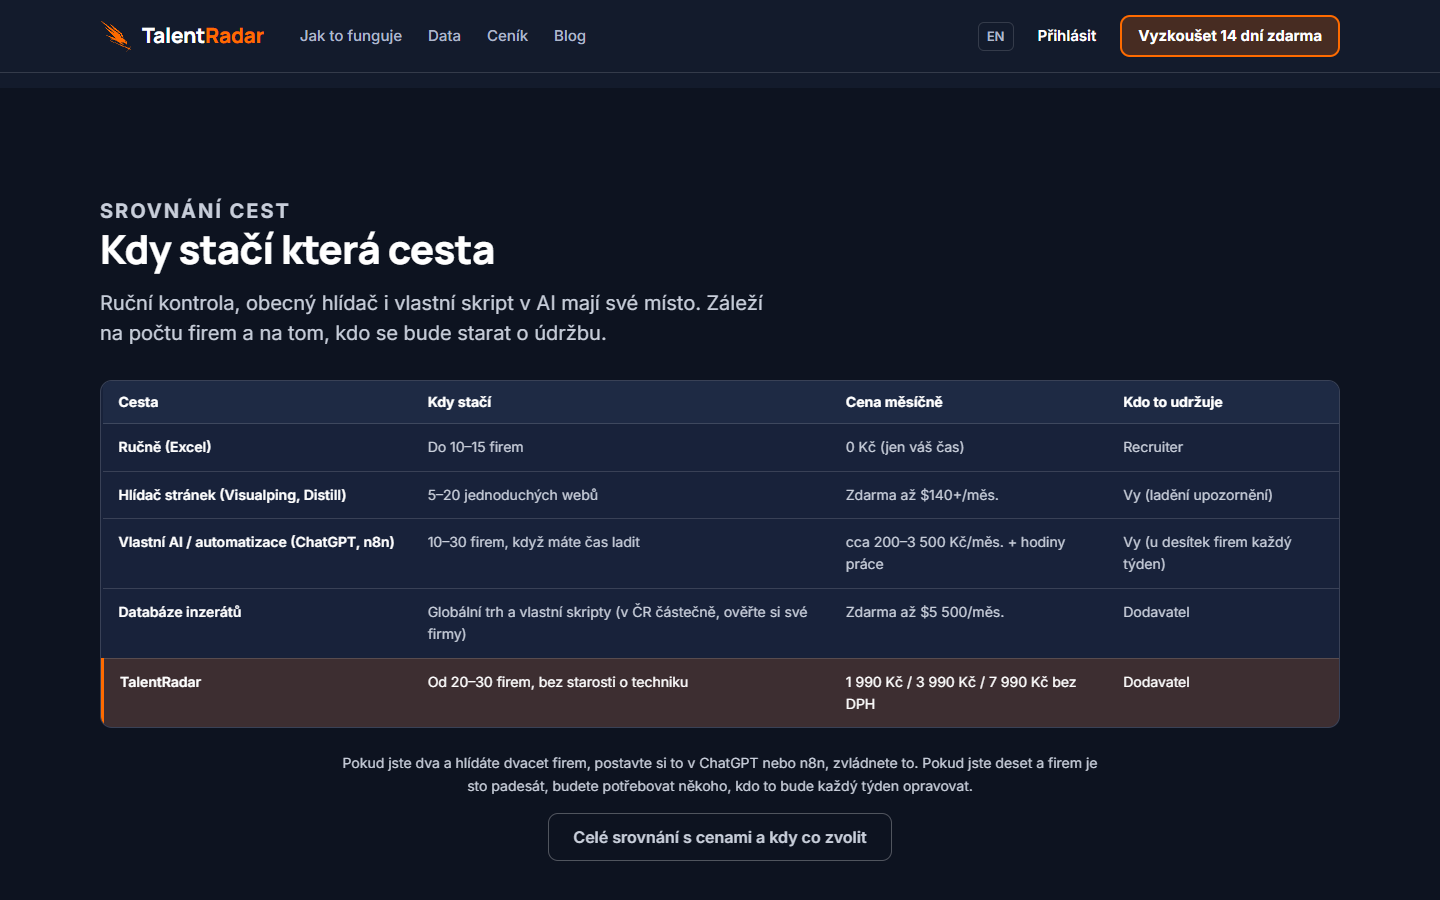 TalentRadar
Jak to funguje
Data
Ceník
Blog
EN
Přihlásit
Vyzkoušet 14 dní zdarma
SROVNÁNÍ CEST
Kdy stačí která cesta
Ruční kontrola, obecný hlídač i vlastní skript v AI mají své místo. Záleží
na počtu firem a na tom, kdo se bude starat o údržbu.
Cesta
Kdy stačí
Cena měsíčně
Kdo to udržuje
Ručně (Excel)
Do 10–15 firem
0 Kč (jen váš čas)
Recruiter
Hlídač stránek (Visualping, Distill)
5–20 jednoduchých webů
Zdarma až $140+/měs.
Vy (ladění upozornění)
Vlastní AI / automatizace (ChatGPT, n8n)
10–30 firem, když máte čas ladit
cca 200–3 500 Kč/měs. + hodiny
práce
Vy (u desítek firem každý
týden)
Databáze inzerátů
Globální trh a vlastní skripty (v ČR částečně, ověřte si své
firmy)
Zdarma až $5 500/měs.
Dodavatel
TalentRadar
Od 20–30 firem, bez starosti o techniku
1 990 Kč / 3 990 Kč / 7 990 Kč bez
DPH
Dodavatel
Pokud jste dva a hlídáte dvacet firem, postavte si to v ChatGPT nebo n8n, zvládnete to. Pokud jste deset a firem je
sto padesát, budete potřebovat někoho, kdo to bude každý týden opravovat.
Celé srovnání s cenami a kdy co zvolit